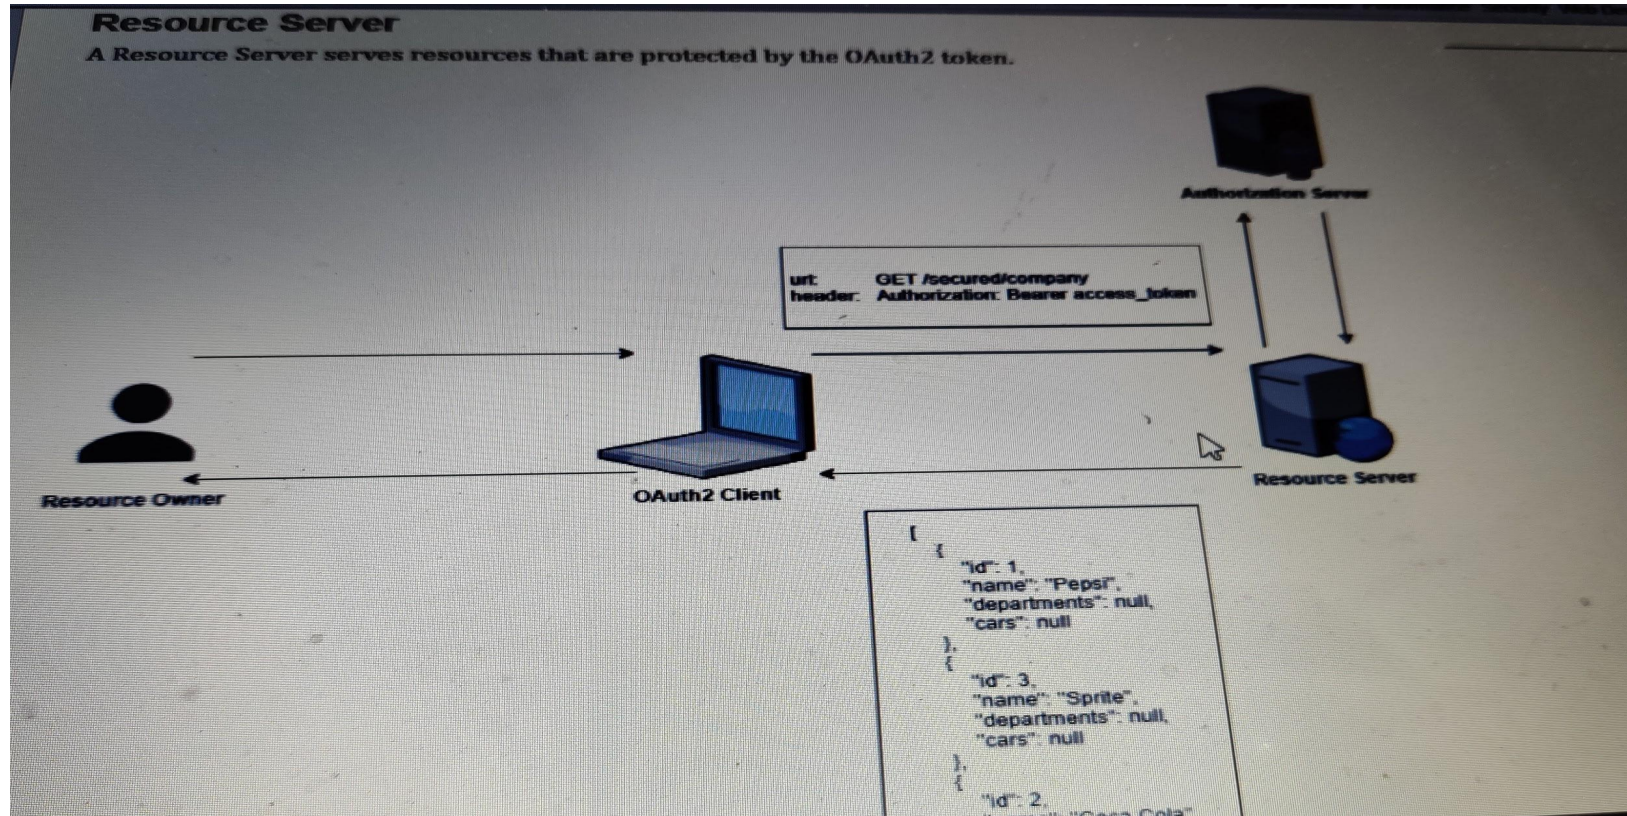 Resource Server
A Resource Server serves resources that are protected by the OAuth2 token.
Authorization Server
url: GET /secured/company
header: Authorization: Bearer access_token
Resource Owner
OAuth2 Client
Resource Server
[
{
"id": 1,
"name": "Pepsi",
"departments": null,
"cars": null
},
{
"id": 3,
"name": "Sprite",
"departments": null,
"cars": null
},
{
"id": 2,
"Coca Cola"